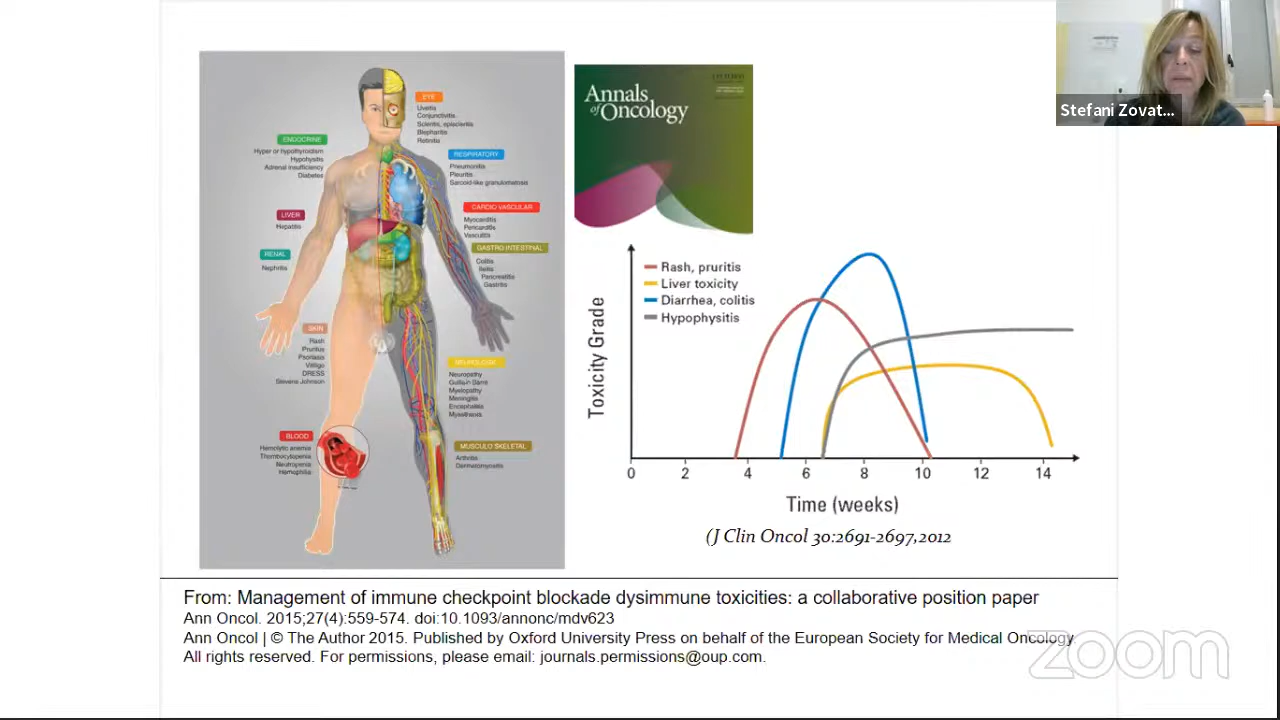 Stefani Zovat...
EYE
Uveitis
Conjunctivitis
Scleritis, episcleritis
Blepharitis
Retinitis
ENDOCRINE
Hyper or hypothyroidism
Hypophysitis
Adrenal insufficiency
Diabetes
RESPIRATORY
Pneumonitis
Pleuritis
Sarcoid-like granulomatosis
LIVER
Hepatitis
CARDIO VASCULAR
Myocarditis
Pericarditis
Vasculitis
RENAL
Nephritis
GASTRO INTESTINAL
Colitis
Ileitis
Pancreatitis
Gastritis
SKIN
Rash
Pruritus
Psoriasis
Vitiligo
DRESS
Stevens Johnson
NEUROLOGIC
Neuropathy
Guillain Barré
Myelopathy
Meningitis
Encephalitis
Myasthenia
BLOOD
Hemolytic anemia
Thrombocytopenia
Neutropenia
Hemophilia
MUSCULO SKELETAL
Arthritis
Dermatomyositis
Annals
of Oncology
Rash, pruritis
Liver toxicity
Diarrhea, colitis
Hypophysitis
Toxicity Grade
0 2 4 6 8 10 12 14
Time (weeks)
(J Clin Oncol 30:2691-2697,2012
From: Management of immune checkpoint blockade dysimmune toxicities: a collaborative position paper
Ann Oncol. 2015;27(4):559-574. doi:10.1093/annonc/mdv623
Ann Oncol | © The Author 2015. Published by Oxford University Press on behalf of the European Society for Medical Oncology.
All rights reserved. For permissions, please email: journals.permissions@oup.com.
zoom